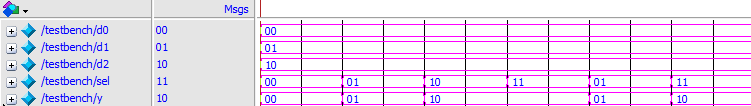 Msgs
/testbench/d0 00 00
/testbench/d1 01 01
/testbench/d2 10 10
/testbench/sel 11 00 01 10 11 01 11
/testbench/y 10 00 01 10 01 10